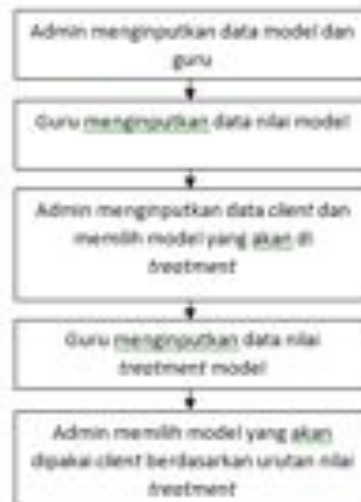 Admin menginputkan data model dan
guru
Guru menginputkan data nilai model
Admin menginputkan data client dan
memilih model yang akan di
treatment
Guru menginputkan data nilai
treatment model
Admin memilih model yang akan
dipakai client berdasarkan urutan nilai
treatment